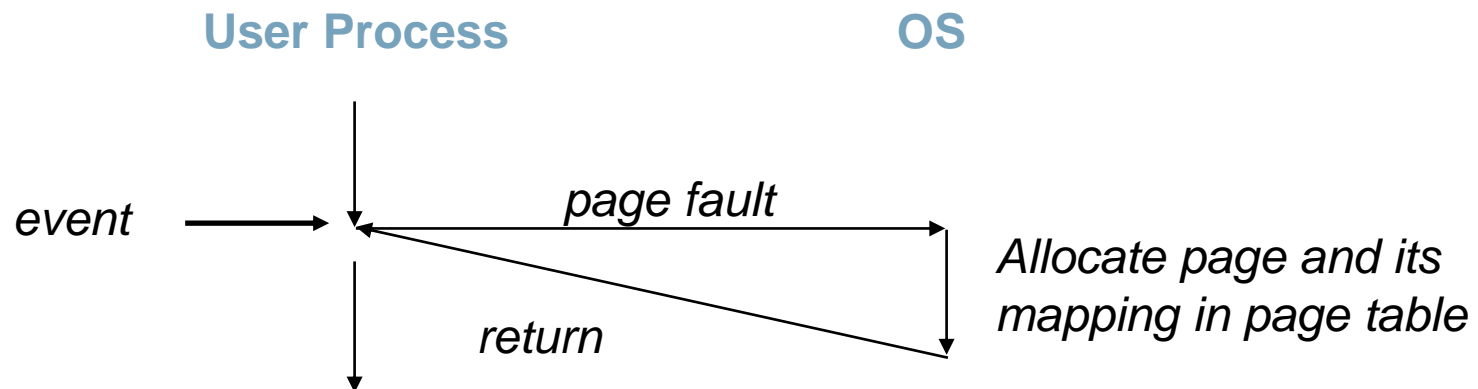 User Process OS
page fault
event
Allocate page and its
mapping in page table
return